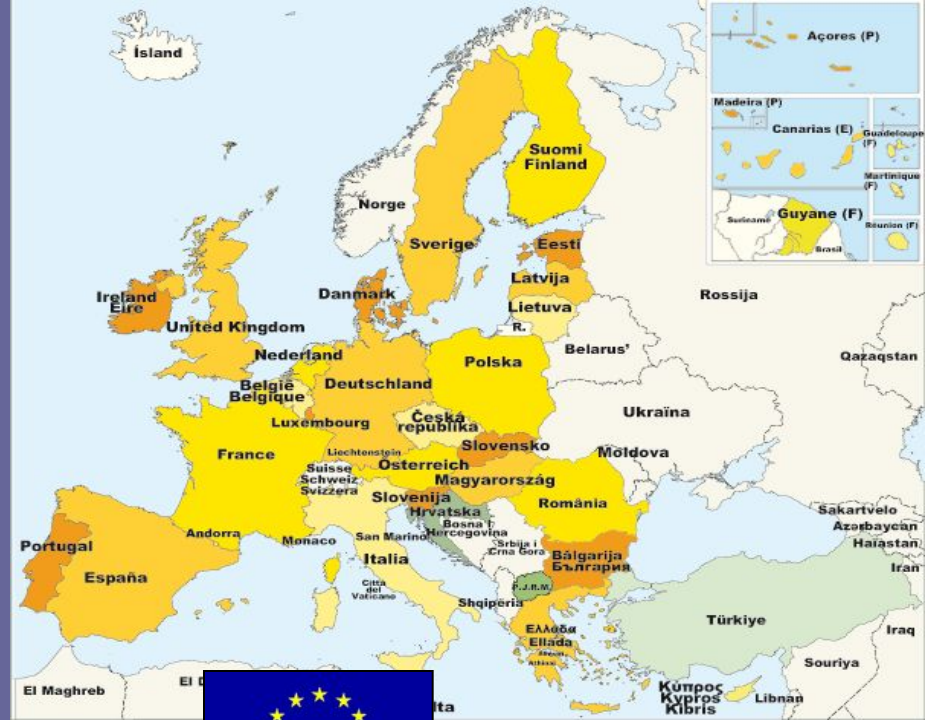 Ísland
Açores (P)
Madeira (P)
Canarias (E)
Guadeloupe
(F)
Martinique
(F)
Guyane (F)
Suriname
Brasil
Réunion (F)
Suomi
Finland
Norge
Sverige
Eesti
Latvija
Lietuva
R.
Rossija
Danmark
Ireland
Éire
United Kingdom
Nederland
België
Belgique
Deutschland
Polska
Belarus'
Qazaqstan
Luxembourg
Česká
republika
Ukraïna
Slovensko
Moldova
France
Liechtenstein
Suisse
Schweiz
Svizzera
Österreich
Magyarország
România
Slovenija
Hrvatska
Bosna i
Hercegovina
Srbija i
Crna Gora
Sakartvelo
Azərbaycan
Haïastan
Iran
Andorra
Monaco
San Marino
Italia
Città
del
Vaticano
Bălgarija
България
F.J.R.M.
Shqipëria
Portugal
España
Ελλάδα
Ellada
Türkiye
Iraq
Souriya
Κύπρος
Kypros
Kibris
Libnan
El Maghreb
El
lta